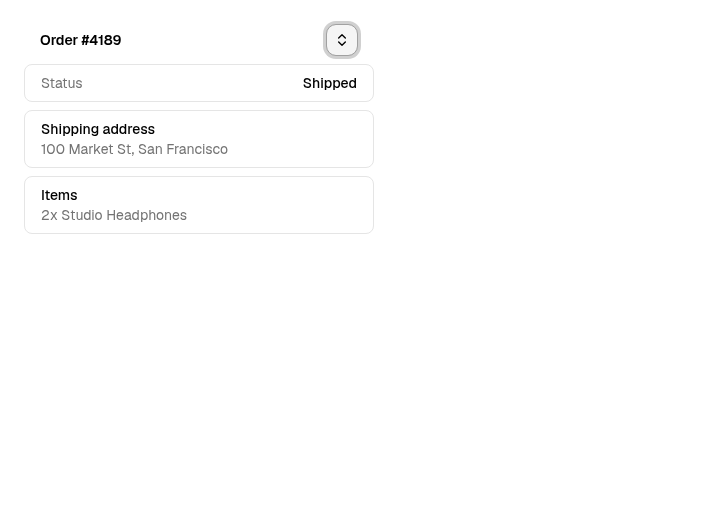 Order #4189
Status
Shipped
Shipping address
100 Market St, San Francisco
Items
2x Studio Headphones